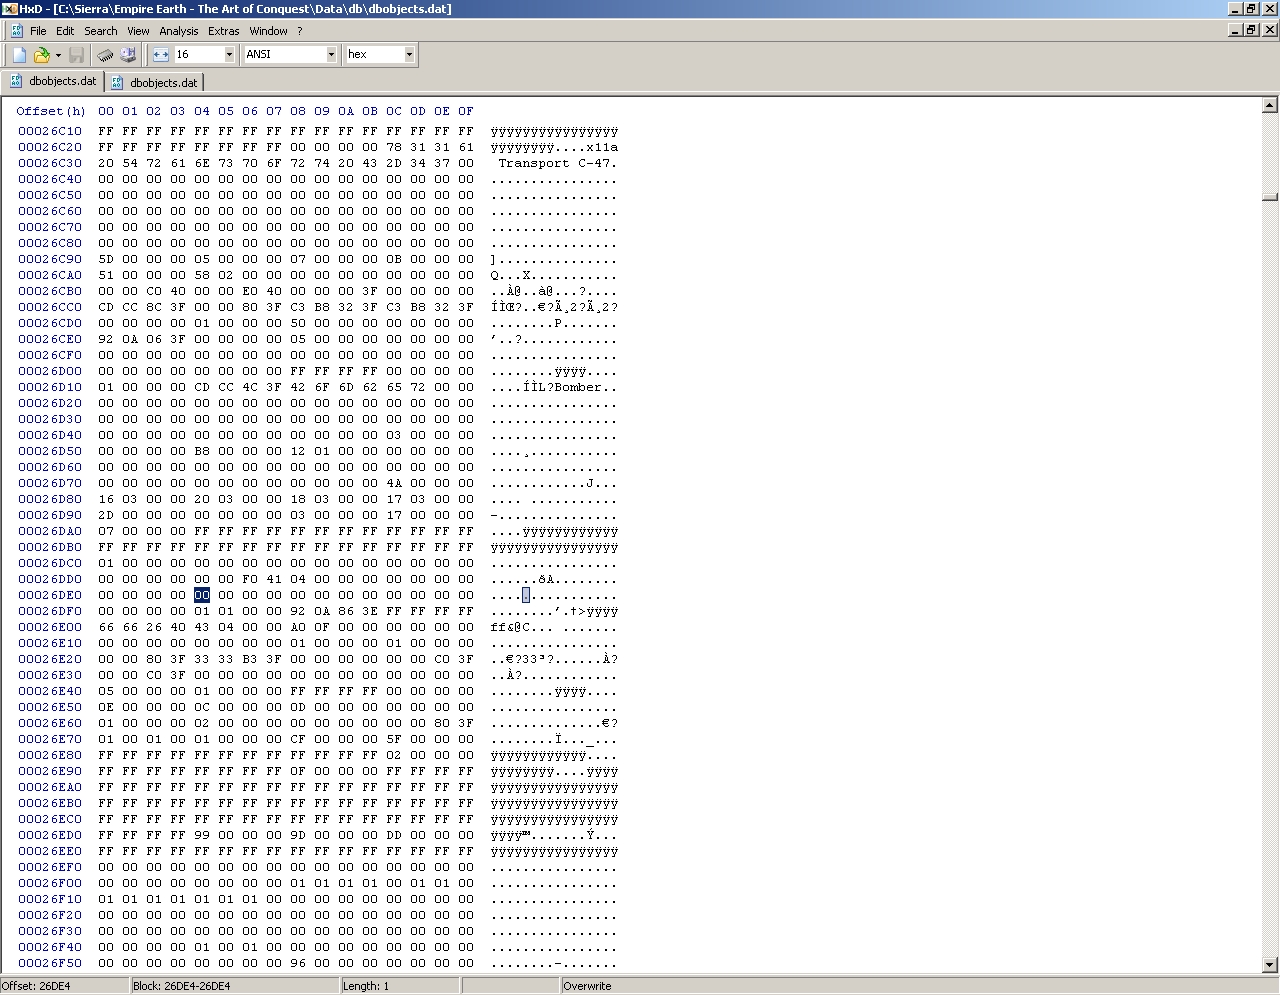 HxD - [C:\Sierra\Empire Earth - The Art of Conquest\Data\db\dbobjects.dat]
File Edit Search View Analysis Extras Window ?
16 ANSI hex
dbobjects.dat dbobjects.dat
Offset(h) 00 01 02 03 04 05 06 07 08 09 0A 0B 0C 0D 0E 0F
00026C10 FF FF FF FF FF FF FF FF FF FF FF FF FF FF FF FF ÿÿÿÿÿÿÿÿÿÿÿÿÿÿÿÿ
00026C20 FF FF FF FF FF FF FF FF 00 00 00 00 78 31 31 61 ÿÿÿÿÿÿÿÿ....x11a
00026C30 20 54 72 61 6E 73 70 6F 72 74 20 43 2D 34 37 00  Transport C-47.
00026C40 00 00 00 00 00 00 00 00 00 00 00 00 00 00 00 00 ................
00026C50 00 00 00 00 00 00 00 00 00 00 00 00 00 00 00 00 ................
00026C60 00 00 00 00 00 00 00 00 00 00 00 00 00 00 00 00 ................
00026C70 00 00 00 00 00 00 00 00 00 00 00 00 00 00 00 00 ................
00026C80 00 00 00 00 00 00 00 00 00 00 00 00 00 00 00 00 ................
00026C90 5D 00 00 00 05 00 00 00 07 00 00 00 0B 00 00 00 ]...............
00026CA0 51 00 00 00 58 02 00 00 00 00 00 00 00 00 00 00 Q...X...........
00026CB0 00 00 C0 40 00 00 E0 40 00 00 00 3F 00 00 00 00 ..À@..à@...?....
00026CC0 CD CC 8C 3F 00 00 80 3F C3 B8 32 3F C3 B8 32 3F ÍÌŒ?..€?Ã¸2?Ã¸2?
00026CD0 00 00 00 00 01 00 00 00 50 00 00 00 00 00 00 00 ........P.......
00026CE0 92 0A 06 3F 00 00 00 00 05 00 00 00 00 00 00 00 ’..?............
00026CF0 00 00 00 00 00 00 00 00 00 00 00 00 00 00 00 00 ................
00026D00 00 00 00 00 00 00 00 00 FF FF FF FF 00 00 00 00 ........ÿÿÿÿ....
00026D10 01 00 00 00 CD CC 4C 3F 42 6F 6D 62 65 72 00 00 ....ÍÌL?Bomber..
00026D20 00 00 00 00 00 00 00 00 00 00 00 00 00 00 00 00 ................
00026D30 00 00 00 00 00 00 00 00 00 00 00 00 00 00 00 00 ................
00026D40 00 00 00 00 00 00 00 00 00 00 00 00 03 00 00 00 ................
00026D50 00 00 00 00 B8 00 00 00 12 01 00 00 00 00 00 00 ....¸...........
00026D60 00 00 00 00 00 00 00 00 00 00 00 00 00 00 00 00 ................
00026D70 00 00 00 00 00 00 00 00 00 00 00 00 4A 00 00 00 ............J...
00026D80 16 03 00 00 20 03 00 00 18 03 00 00 17 03 00 00 .... ...........
00026D90 2D 00 00 00 00 00 00 00 03 00 00 00 17 00 00 00 -...............
00026DA0 07 00 00 00 FF FF FF FF FF FF FF FF FF FF FF FF ....ÿÿÿÿÿÿÿÿÿÿÿÿ
00026DB0 FF FF FF FF FF FF FF FF FF FF FF FF FF FF FF FF ÿÿÿÿÿÿÿÿÿÿÿÿÿÿÿÿ
00026DC0 01 00 00 00 00 00 00 00 00 00 00 00 00 00 00 00 ................
00026DD0 00 00 00 00 00 00 F0 41 04 00 00 00 00 00 00 00 ......ðA........
00026DE0 00 00 00 00 00 00 00 00 00 00 00 00 00 00 00 00 ................
00026DF0 00 00 00 00 01 01 00 00 92 0A 86 3E FF FF FF FF ........’.†>ÿÿÿÿ
00026E00 66 66 26 40 43 04 00 00 A0 0F 00 00 00 00 00 00 ff&@C... .......
00026E10 00 00 00 00 00 00 00 00 01 00 00 00 01 00 00 00 ................
00026E20 00 00 80 3F 33 33 B3 3F 00 00 00 00 00 00 C0 3F ..€?33³?......À?
00026E30 00 00 C0 3F 00 00 00 00 00 00 00 00 00 00 00 00 ..À?............
00026E40 05 00 00 00 01 00 00 00 FF FF FF FF 00 00 00 00 ........ÿÿÿÿ....
00026E50 0E 00 00 00 0C 00 00 00 0D 00 00 00 00 00 00 00 ................
00026E60 01 00 00 00 02 00 00 00 00 00 00 00 00 00 80 3F ..............€?
00026E70 01 00 01 00 01 00 00 00 CF 00 00 00 5F 00 00 00 ........Ï..._...
00026E80 FF FF FF FF FF FF FF FF FF FF FF FF 02 00 00 00 ÿÿÿÿÿÿÿÿÿÿÿÿ....
00026E90 FF FF FF FF FF FF FF FF 0F 00 00 00 FF FF FF FF ÿÿÿÿÿÿÿÿ....ÿÿÿÿ
00026EA0 FF FF FF FF FF FF FF FF FF FF FF FF FF FF FF FF ÿÿÿÿÿÿÿÿÿÿÿÿÿÿÿÿ
00026EB0 FF FF FF FF FF FF FF FF FF FF FF FF FF FF FF FF ÿÿÿÿÿÿÿÿÿÿÿÿÿÿÿÿ
00026EC0 FF FF FF FF FF FF FF FF FF FF FF FF FF FF FF FF ÿÿÿÿÿÿÿÿÿÿÿÿÿÿÿÿ
00026ED0 FF FF FF FF 99 00 00 00 9D 00 00 00 DD 00 00 00 ÿÿÿÿ™.......Ý...
00026EE0 FF FF FF FF FF FF FF FF FF FF FF FF FF FF FF FF ÿÿÿÿÿÿÿÿÿÿÿÿÿÿÿÿ
00026EF0 00 00 00 00 00 00 00 00 00 00 00 00 00 00 00 00 ................
00026F00 00 00 00 00 00 00 00 00 01 01 01 01 00 01 01 00 ................
00026F10 01 01 01 01 01 01 01 00 00 00 00 00 00 00 00 00 ................
00026F20 00 00 00 00 00 00 00 00 00 00 00 00 00 00 00 00 ................
00026F30 00 00 00 00 00 00 00 00 00 00 00 00 00 00 00 00 ................
00026F40 00 00 00 00 01 00 01 00 00 00 00 00 00 00 00 00 ................
00026F50 00 00 00 00 00 00 00 00 96 00 00 00 00 00 00 00 ........–.......
Offset: 26DE4 Block: 26DE4-26DE4 Length: 1 Overwrite